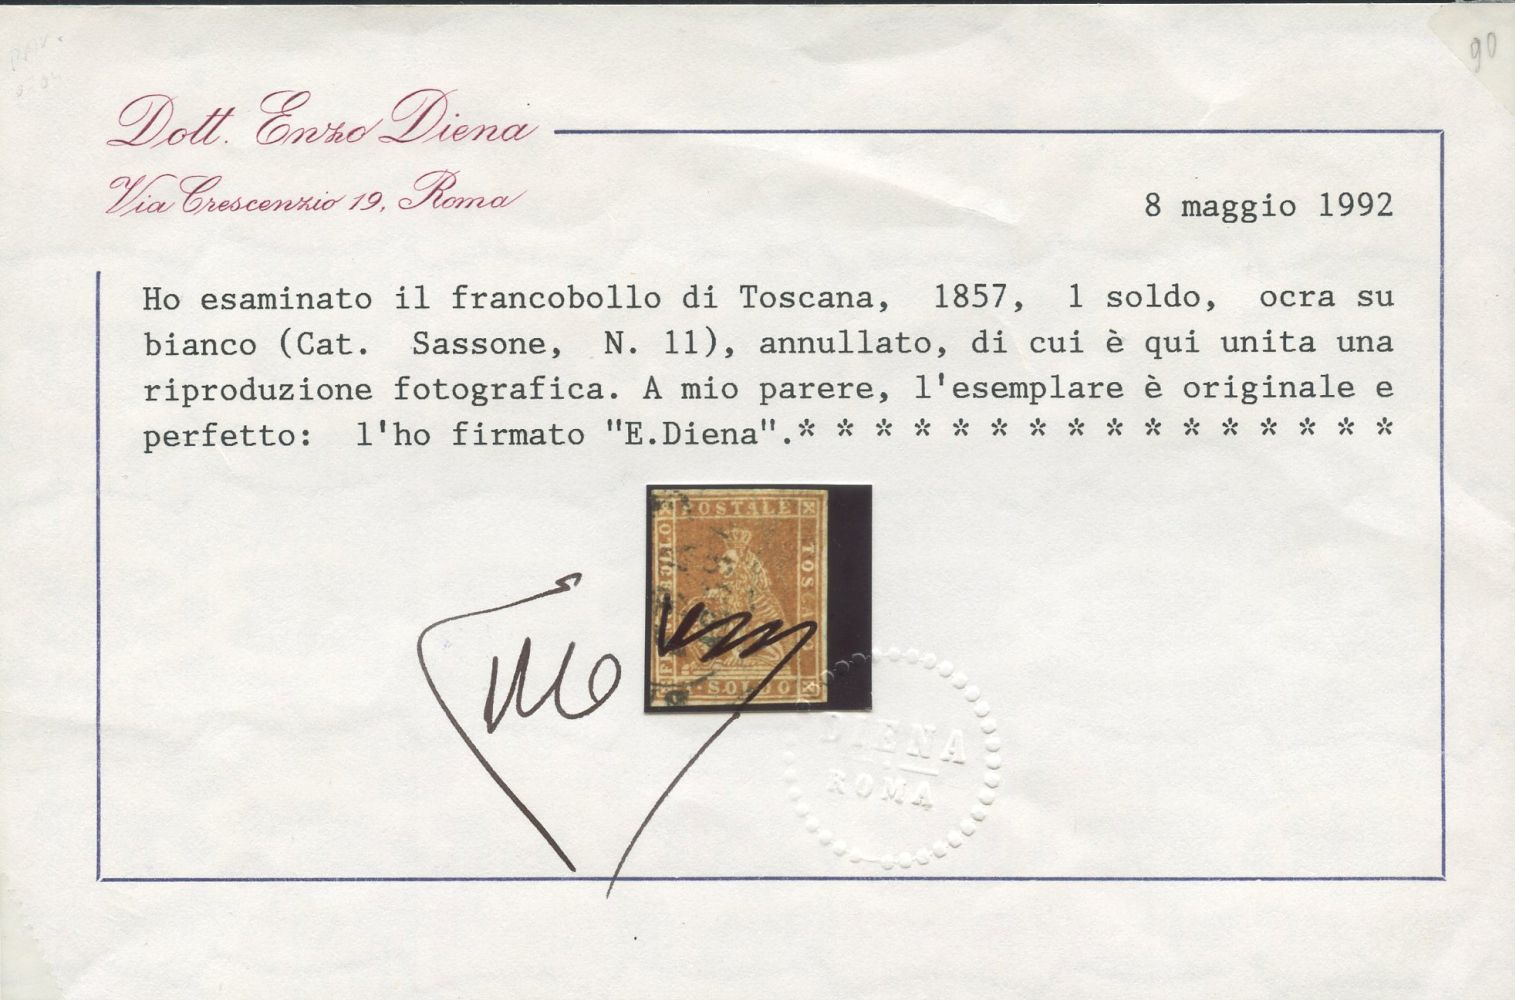 90
Dott. Enzo Diena
Via Crescenzio 19, Roma
8 maggio 1992
Ho esaminato il francobollo di Toscana, 1857, 1 soldo, ocra su
bianco (Cat. Sassone, N. 11), annullato, di cui è qui unita una
riproduzione fotografica. A mio parere, l'esemplare è originale e
perfetto: l'ho firmato "E.Diena".* * * * * * * * * * * * * * * *
POSTALE
SOLDO
DIENA
ROMA